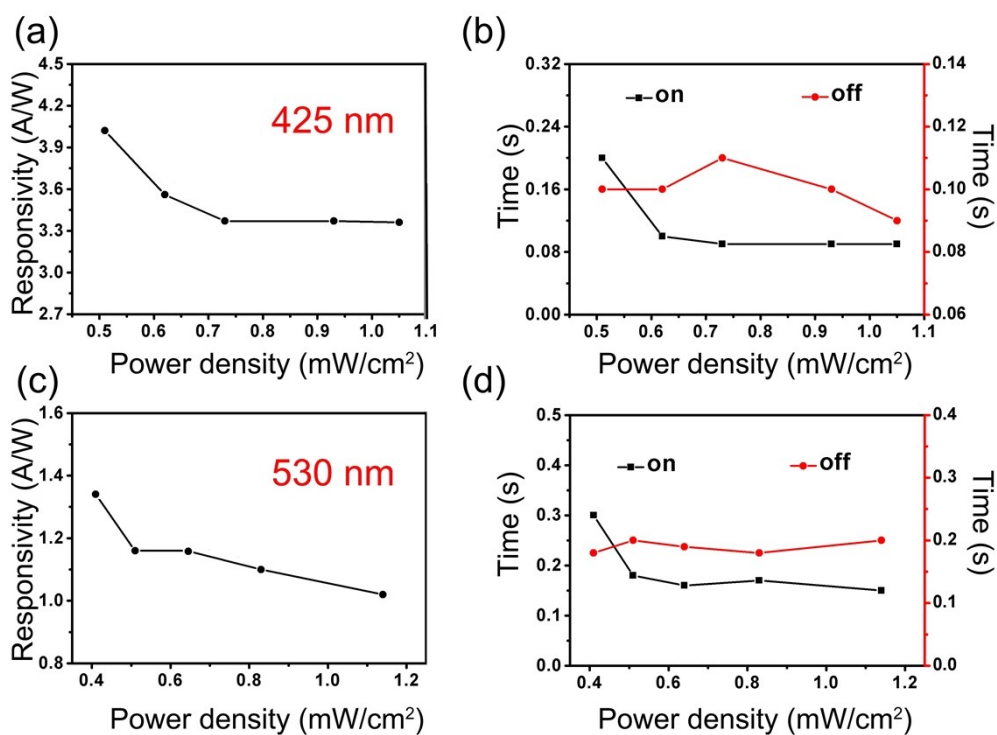 (a)
Responsivity (A/W)
4.5
4.2
3.9
3.6
3.3
3.0
2.7
425 nm
0.5 0.6 0.7 0.8 0.9 1.0 1.1
Power density (mW/cm²)
(b)
Time (s)
0.32
0.24
0.16
0.08
0.00
on off
0.14
0.12
0.10
0.08
0.06
Time (s)
0.5 0.6 0.7 0.8 0.9 1.0 1.1
Power density (mW/cm²)
(c)
Responsivity (A/W)
1.6
1.4
1.2
1.0
0.8
530 nm
0.4 0.6 0.8 1.0 1.2
Power density (mW/cm²)
(d)
Time (s)
0.5
0.4
0.3
0.2
0.1
0.0
on off
0.4
0.3
0.2
0.1
0.0
Time (s)
0.4 0.6 0.8 1.0 1.2
Power density (mW/cm²)